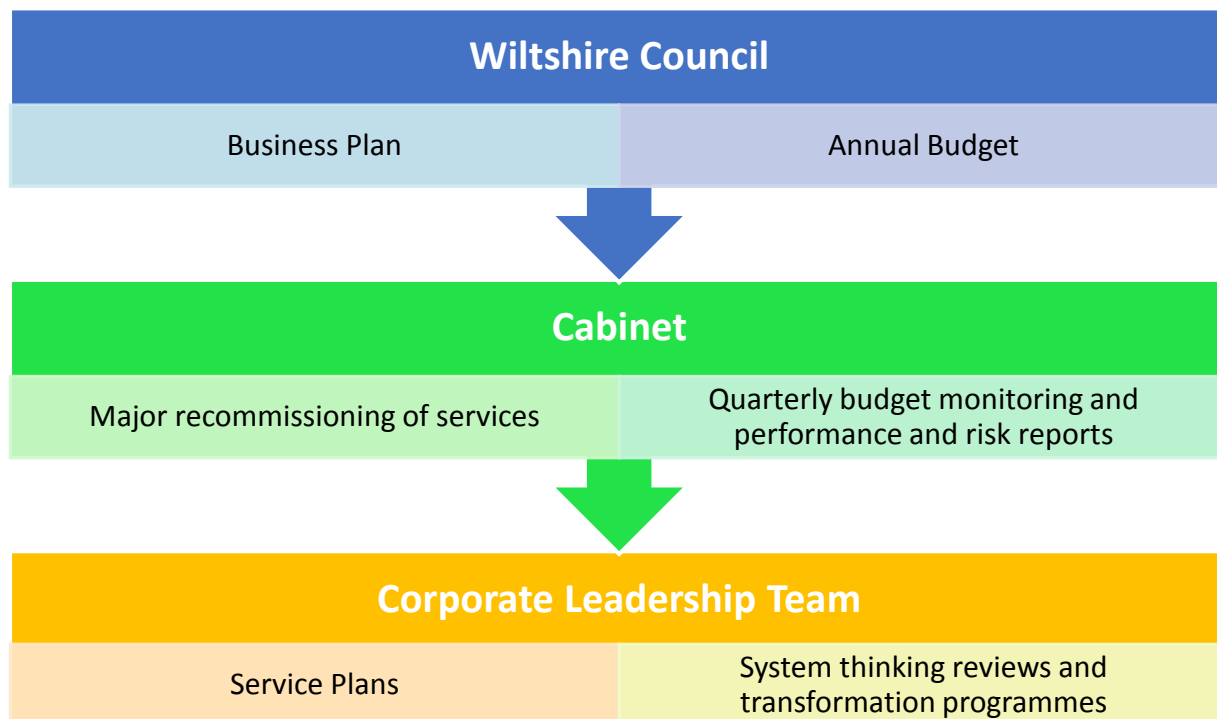 Wiltshire Council
Business Plan
Annual Budget
Cabinet
Major recommissioning of services
Quarterly budget monitoring and
performance and risk reports
Corporate Leadership Team
Service Plans
System thinking reviews and
transformation programmes